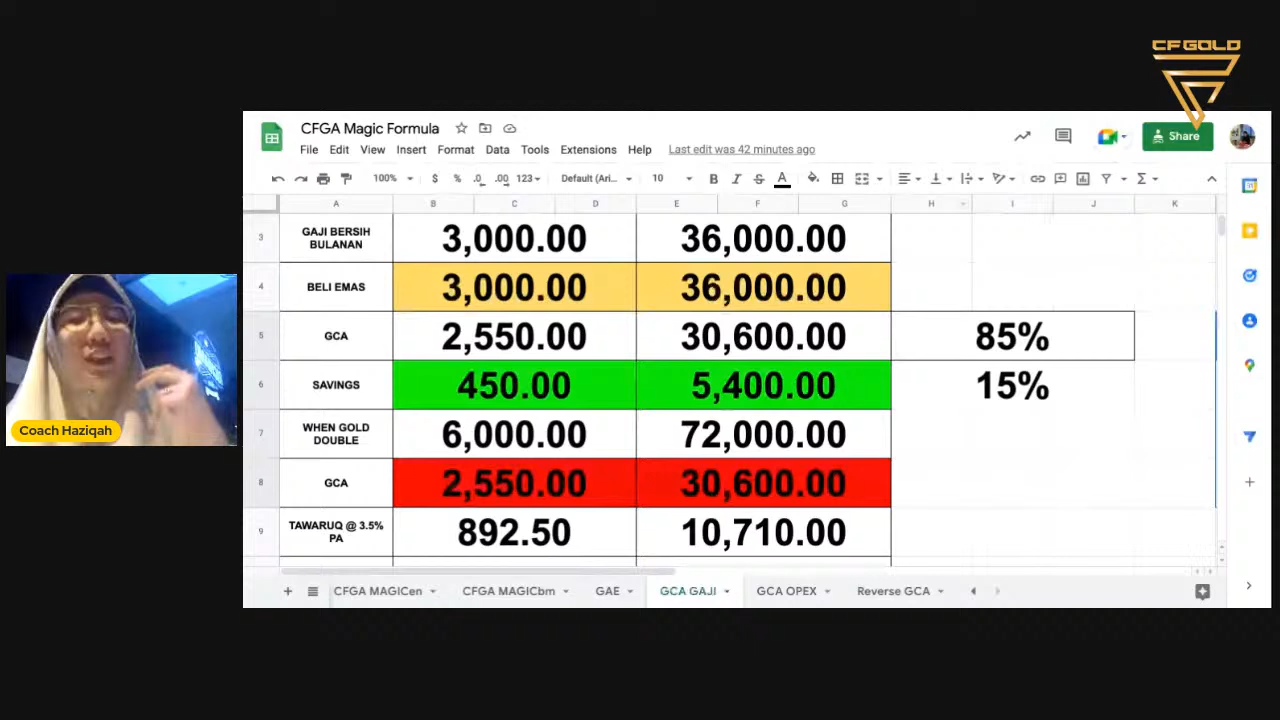 CFGOLD
CFGA Magic Formula
Share
File Edit View Insert Format Data Tools Extensions Help Last edit was 42 minutes ago
100% $ % .0 .00 123 Default (Ari... 10 B I S A
A B C D E F G H I J K
3 GAJI BERSIH BULANAN 3,000.00 36,000.00
4 BELI EMAS 3,000.00 36,000.00
5 GCA 2,550.00 30,600.00 85%
6 SAVINGS 450.00 5,400.00 15%
7 WHEN GOLD DOUBLE 6,000.00 72,000.00
8 GCA 2,550.00 30,600.00
9 TAWARUQ @ 3.5% PA 892.50 10,710.00
Coach Haziqah
CFGA MAGICen CFGA MAGICbm GAE GCA GAJI GCA OPEX Reverse GCA